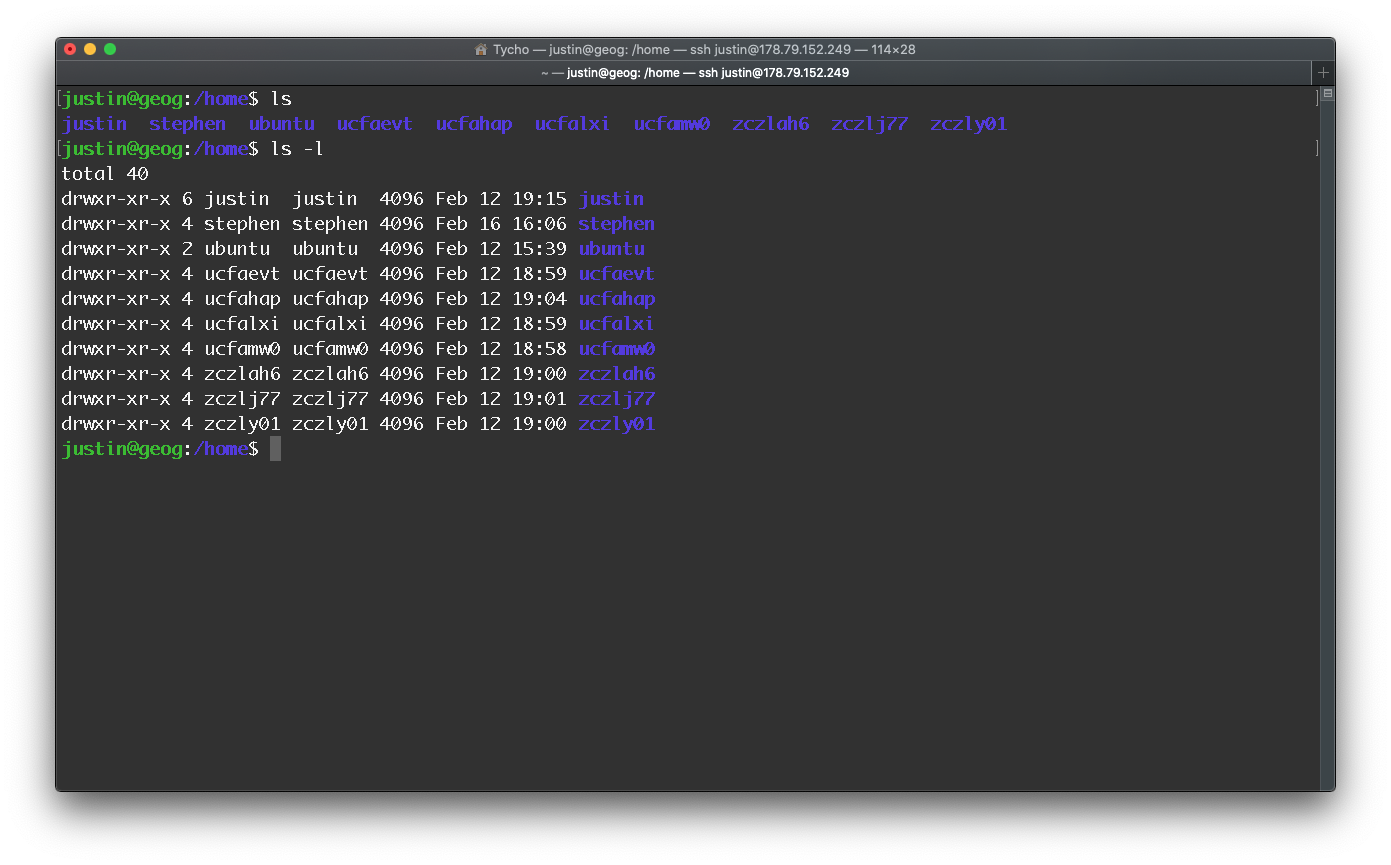 Tycho — justin@geog: /home — ssh justin@178.79.152.249 — 114×28
~ — justin@geog: /home — ssh justin@178.79.152.249
[justin@geog:/home$ ls ]
justin  stephen  ubuntu  ucfaevt  ucfahap  ucfalxi  ucfamw0  zczlah6  zczlj77  zczly01
[justin@geog:/home$ ls -l ]
total 40
drwxr-xr-x 6 justin  justin  4096 Feb 12 19:15 justin
drwxr-xr-x 4 stephen stephen 4096 Feb 16 16:06 stephen
drwxr-xr-x 2 ubuntu  ubuntu  4096 Feb 12 15:39 ubuntu
drwxr-xr-x 4 ucfaevt ucfaevt 4096 Feb 12 18:59 ucfaevt
drwxr-xr-x 4 ucfahap ucfahap 4096 Feb 12 19:04 ucfahap
drwxr-xr-x 4 ucfalxi ucfalxi 4096 Feb 12 18:59 ucfalxi
drwxr-xr-x 4 ucfamw0 ucfamw0 4096 Feb 12 18:58 ucfamw0
drwxr-xr-x 4 zczlah6 zczlah6 4096 Feb 12 19:00 zczlah6
drwxr-xr-x 4 zczlj77 zczlj77 4096 Feb 12 19:01 zczlj77
drwxr-xr-x 4 zczly01 zczly01 4096 Feb 12 19:00 zczly01
justin@geog:/home$